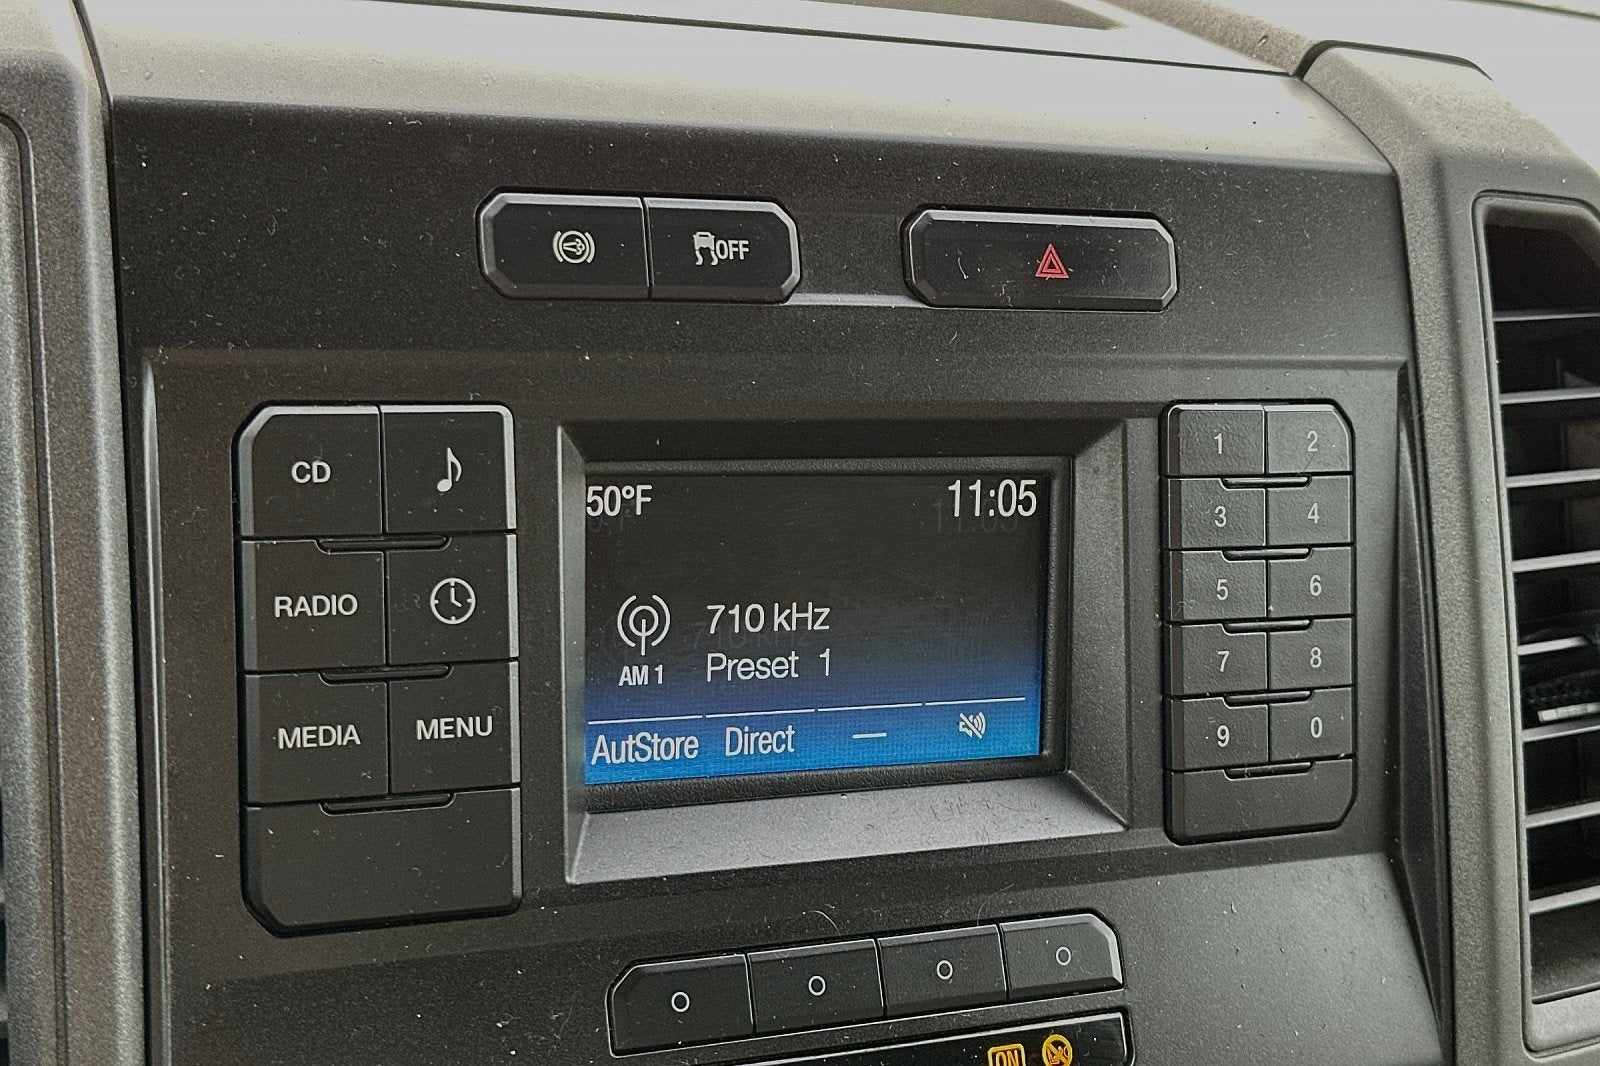 OFF
CD
RADIO
MEDIA
MENU
50°F
11:05
710 kHz
AM 1
Preset 1
AutStore
Direct
—
1
2
3
4
5
6
7
8
9
0
ON